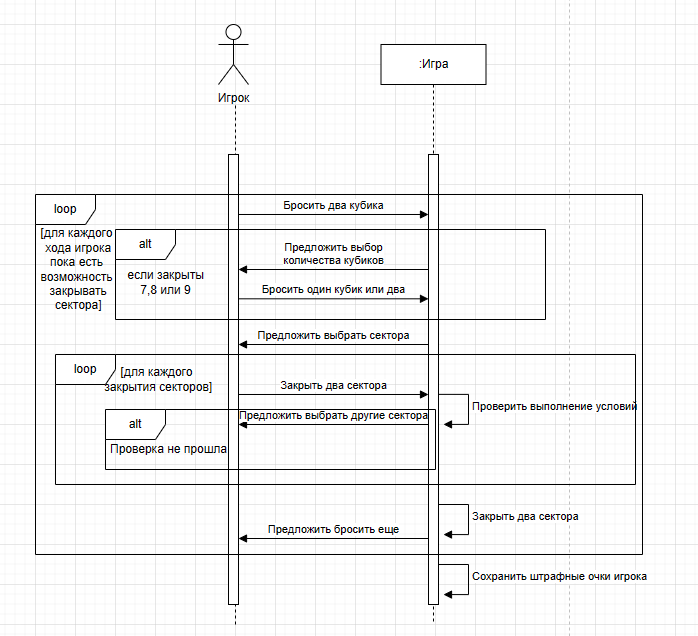 Игрок
:Игра
loop
[для каждого
хода игрока
пока есть
возможность
закрывать
сектора]
Бросить два кубика
alt
если закрыты
7,8 или 9
Предложить выбор
количества кубиков
Бросить один кубик или два
Предложить выбрать сектора
loop
[для каждого
закрытия секторов]
Закрыть два сектора
Проверить выполнение условий
alt
Предложить выбрать другие сектора
Проверка не прошла
Закрыть два сектора
Предложить бросить еще
Сохранить штрафные очки игрока